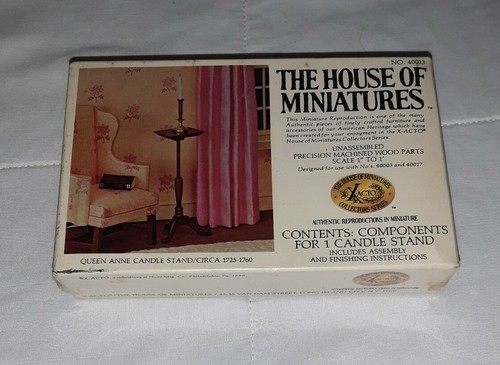 NO. 40013
THE HOUSE OF
MINIATURES™
This Miniature Reproduction is one of the many
Authentic pieces of finely crafted furniture and
accessories of our American Heritage which have
been created for your enjoyment in the X-ACTO®
House of Miniatures Collectors Series.
UNASSEMBLED
PRECISION MACHINED WOOD PARTS
SCALE 1" TO 1'
Designed for use with No's. 40003 and 40017
THE HOUSE OF MINIATURES
X-ACTO
COLLECTORS SERIES
AUTHENTIC REPRODUCTIONS IN MINIATURE
CONTENTS: COMPONENTS
FOR 1 CANDLE STAND
INCLUDES ASSEMBLY
AND FINISHING INSTRUCTIONS
QUEEN ANNE CANDLE STAND/CIRCA 1725-1760
THE HOUSE OF MINIATURES